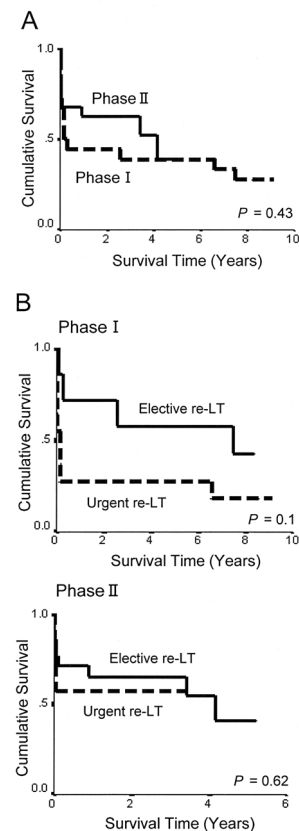 A
Cumulative Survival
1.0
.5
0.0
Phase Ⅱ
Phase Ⅰ
P = 0.43
0 2 4 6 8 10
Survival Time (Years)
B
Phase Ⅰ
Cumulative Survival
1.0
.5
0.0
Elective re-LT
Urgent re-LT
P = 0.1
0 2 4 6 8 10
Survival Time (Years)
Phase Ⅱ
Cumulative Survival
1.0
.5
0.0
Elective re-LT
Urgent re-LT
P = 0.62
0 2 4 6
Survival Time (Years)